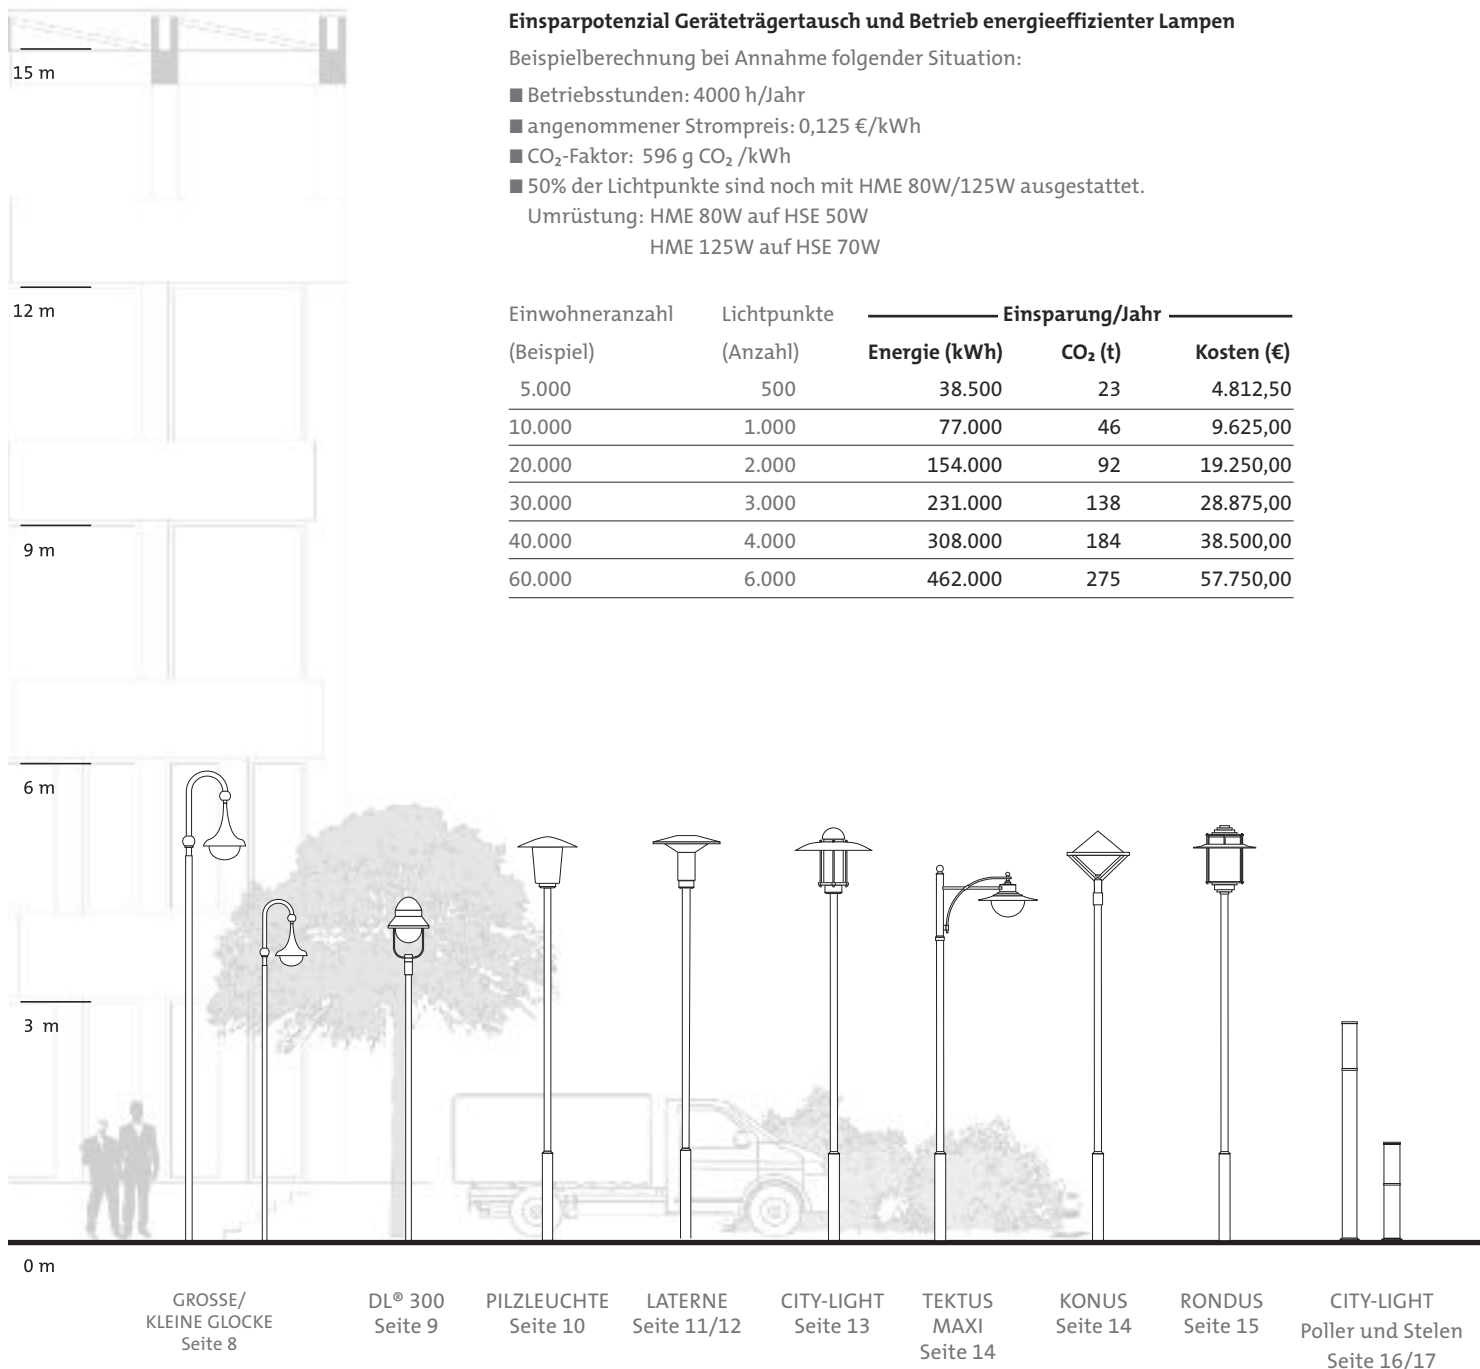 Einsparpotenzial Geräteträgertausch und Betrieb energieeffizienter Lampen
Beispielberechnung bei Annahme folgender Situation:
■ Betriebsstunden: 4000 h/Jahr
■ angenommener Strompreis: 0,125 €/kWh
■ CO₂-Faktor: 596 g CO₂ /kWh
■ 50% der Lichtpunkte sind noch mit HME 80W/125W ausgestattet.
Umrüstung: HME 80W auf HSE 50W
HME 125W auf HSE 70W
Einwohneranzahl Lichtpunkte Einsparung/Jahr
(Beispiel) (Anzahl) Energie (kWh) CO₂ (t) Kosten (€)
5.000 500 38.500 23 4.812,50
10.000 1.000 77.000 46 9.625,00
20.000 2.000 154.000 92 19.250,00
30.000 3.000 231.000 138 28.875,00
40.000 4.000 308.000 184 38.500,00
60.000 6.000 462.000 275 57.750,00
15 m
12 m
9 m
6 m
3 m
0 m
GROSSE/
KLEINE GLOCKE
Seite 8
DL® 300
Seite 9
PILZLEUCHTE
Seite 10
LATERNE
Seite 11/12
CITY-LIGHT
Seite 13
TEKTUS
MAXI
Seite 14
KONUS
Seite 14
RONDUS
Seite 15
CITY-LIGHT
Poller und Stelen
Seite 16/17